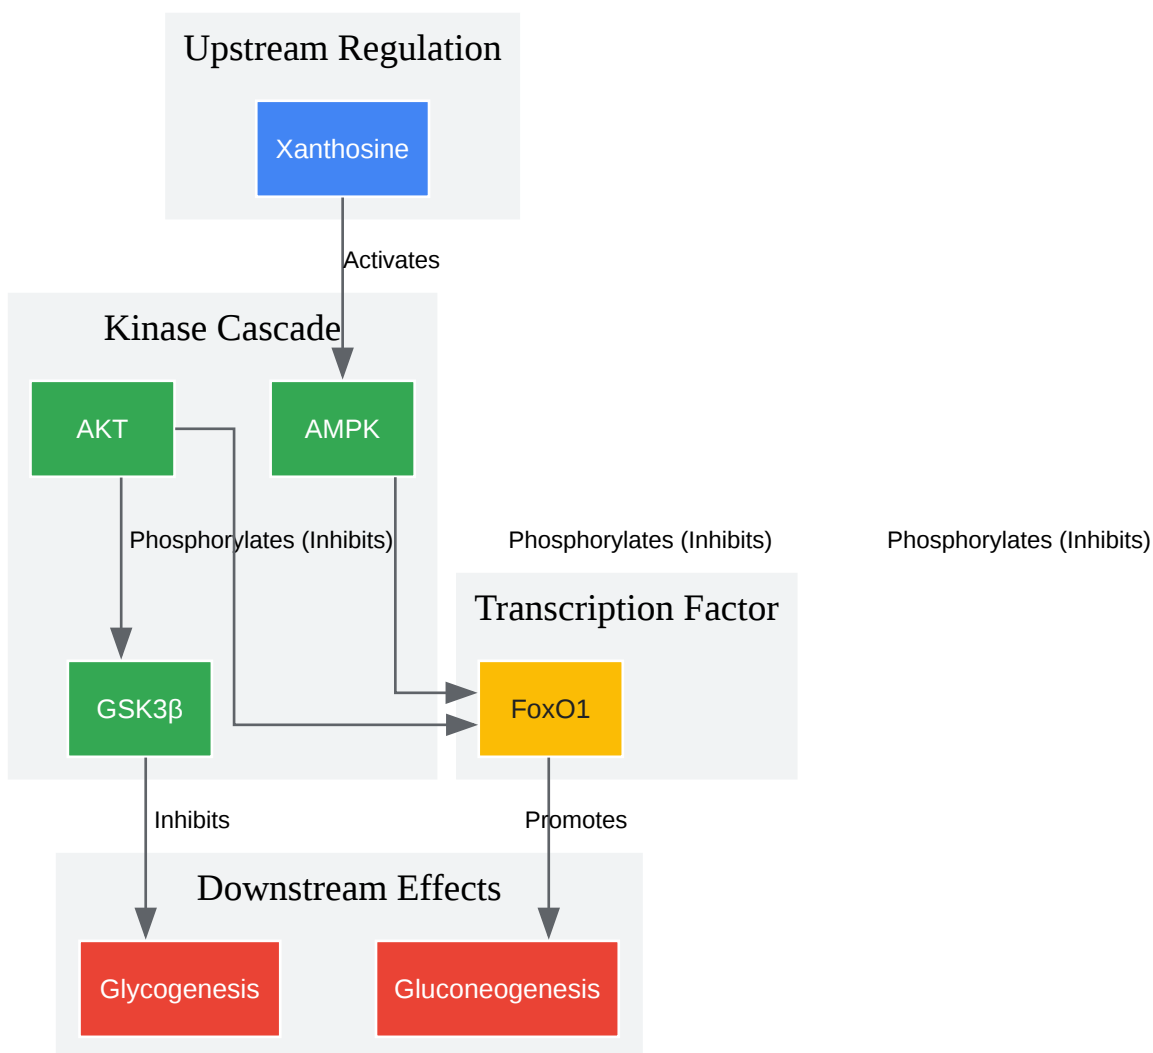 Upstream Regulation
Xanthosine
Activates
Kinase Cascade
AKT
AMPK
Phosphorylates (Inhibits)
Phosphorylates (Inhibits)
Phosphorylates (Inhibits)
Transcription Factor
GSK3β
FoxO1
Inhibits
Promotes
Downstream Effects
Glycogenesis
Gluconeogenesis